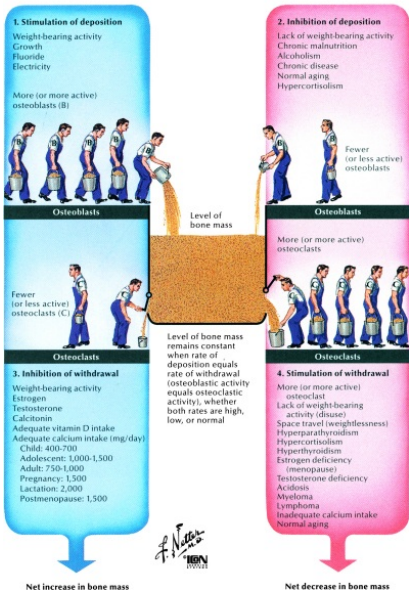 1. Stimulation of deposition
Weight-bearing activity
Growth
Fluoride
Electricity
More (or more active)
osteoblasts (B)
B
B
B
B
B
Osteoblasts
Fewer
(or less active)
osteoclasts (C)
Osteoclasts
3. Inhibition of withdrawal
Weight-bearing activity
Estrogen
Testosterone
Calcitonin
Adequate vitamin D intake
Adequate calcium intake (mg/day)
Child: 400-700
Adolescent: 1,000-1,500
Adult: 750-1,000
Pregnancy: 1,500
Lactation: 2,000
Postmenopause: 1,500
Net increase in bone mass
Level of
bone mass
Level of bone mass
remains constant
when rate of
deposition equals
rate of withdrawal
(osteoblastic activity
equals osteoclastic
activity), whether
both rates are high,
low, or normal
F. Netter
M.D.
ICON
2. Inhibition of deposition
Lack of weight-bearing activity
Chronic malnutrition
Alcoholism
Chronic disease
Normal aging
Hypercortisolism
B
B
Fewer
(or less active)
osteoblasts
Osteoblasts
More (or more active)
osteoclasts
Osteoclasts
4. Stimulation of withdrawal
More (or more active)
osteoclast
Lack of weight-bearing
activity (disuse)
Space travel (weightlessness)
Hyperparathyroidism
Hypercortisolism
Hyperthyroidism
Estrogen deficiency
(menopause)
Testosterone deficiency
Acidosis
Myeloma
Lymphoma
Inadequate calcium intake
Normal aging
Net decrease in bone mass